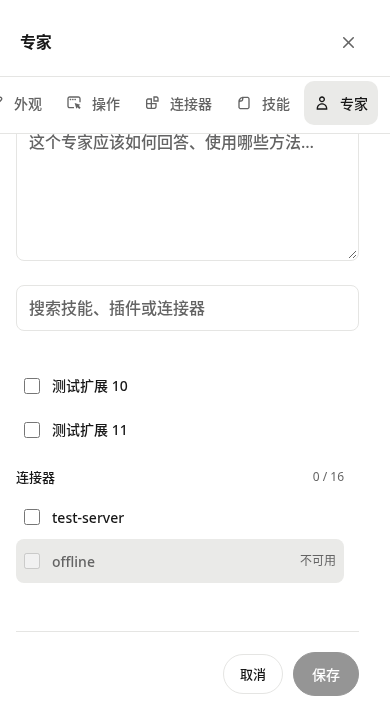 专家
外观 操作 连接器 技能 专家
这个专家应该如何回答、使用哪些方法...
搜索技能、插件或连接器
测试扩展 10
测试扩展 11
连接器 0 / 16
test-server
offline 不可用
取消 保存